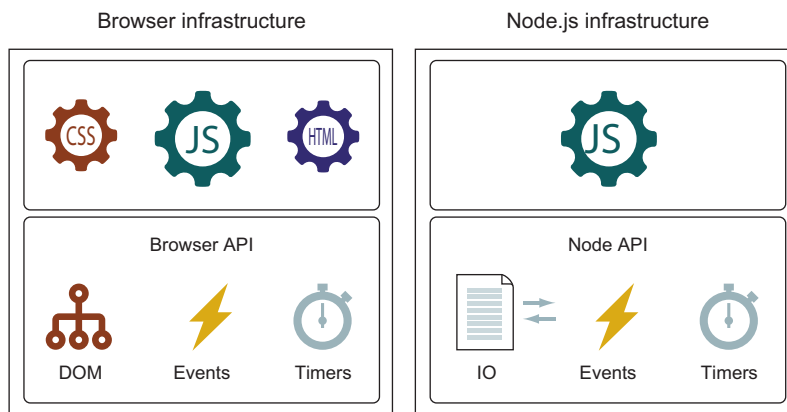 Browser infrastructure
Node.js infrastructure
CSS
JS
HTML
JS
Browser API
DOM
Events
Timers
Node API
IO
Events
Timers